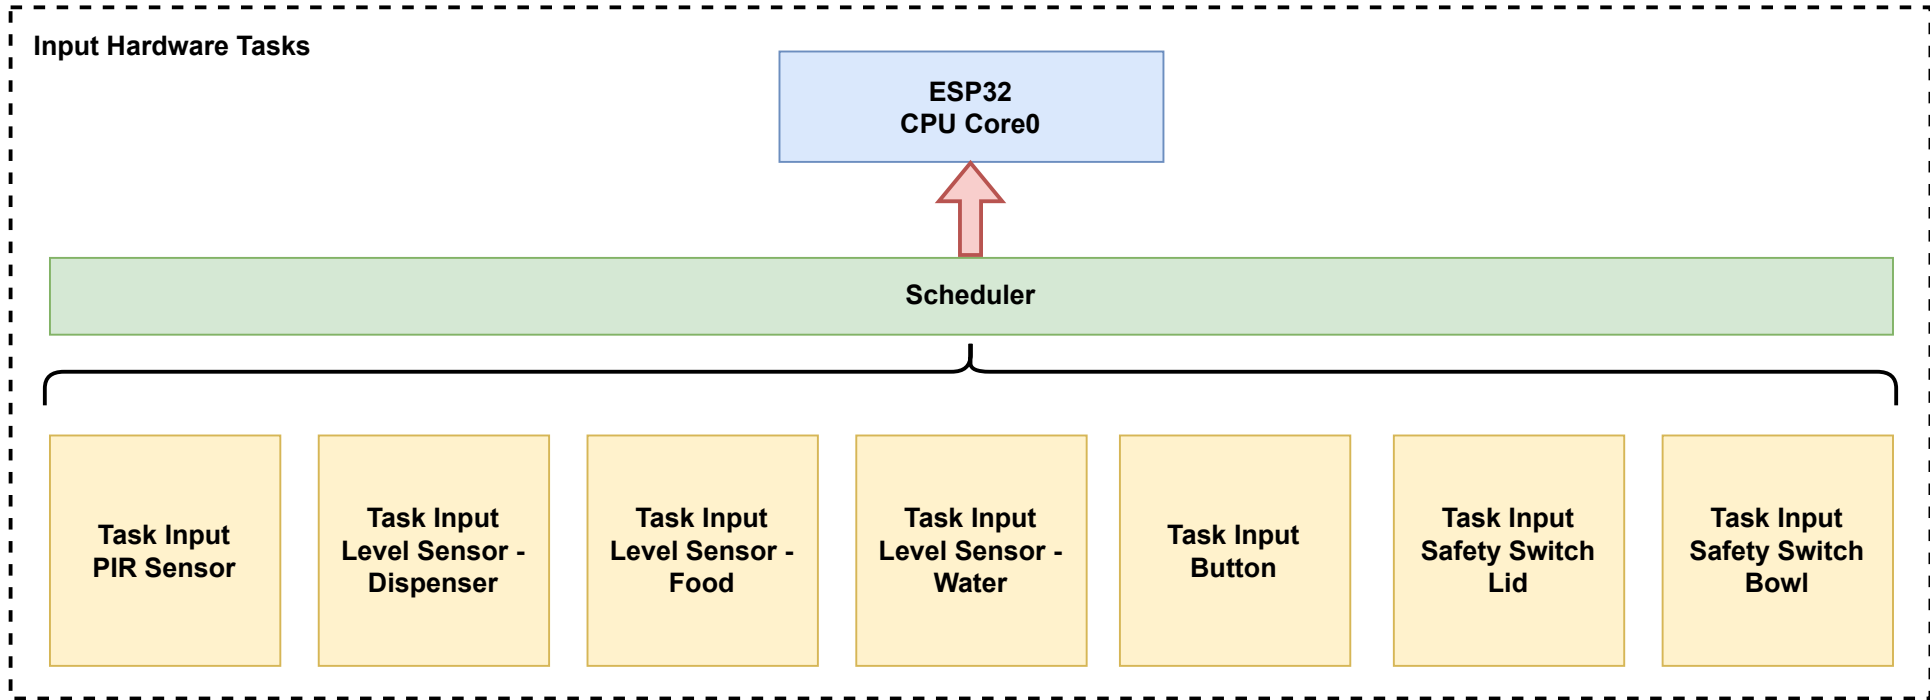 Input Hardware Tasks
ESP32
CPU Core0
Scheduler
Task Input
PIR Sensor
Task Input
Level Sensor -
Dispenser
Task Input
Level Sensor -
Food
Task Input
Level Sensor -
Water
Task Input
Button
Task Input
Safety Switch
Lid
Task Input
Safety Switch
Bowl